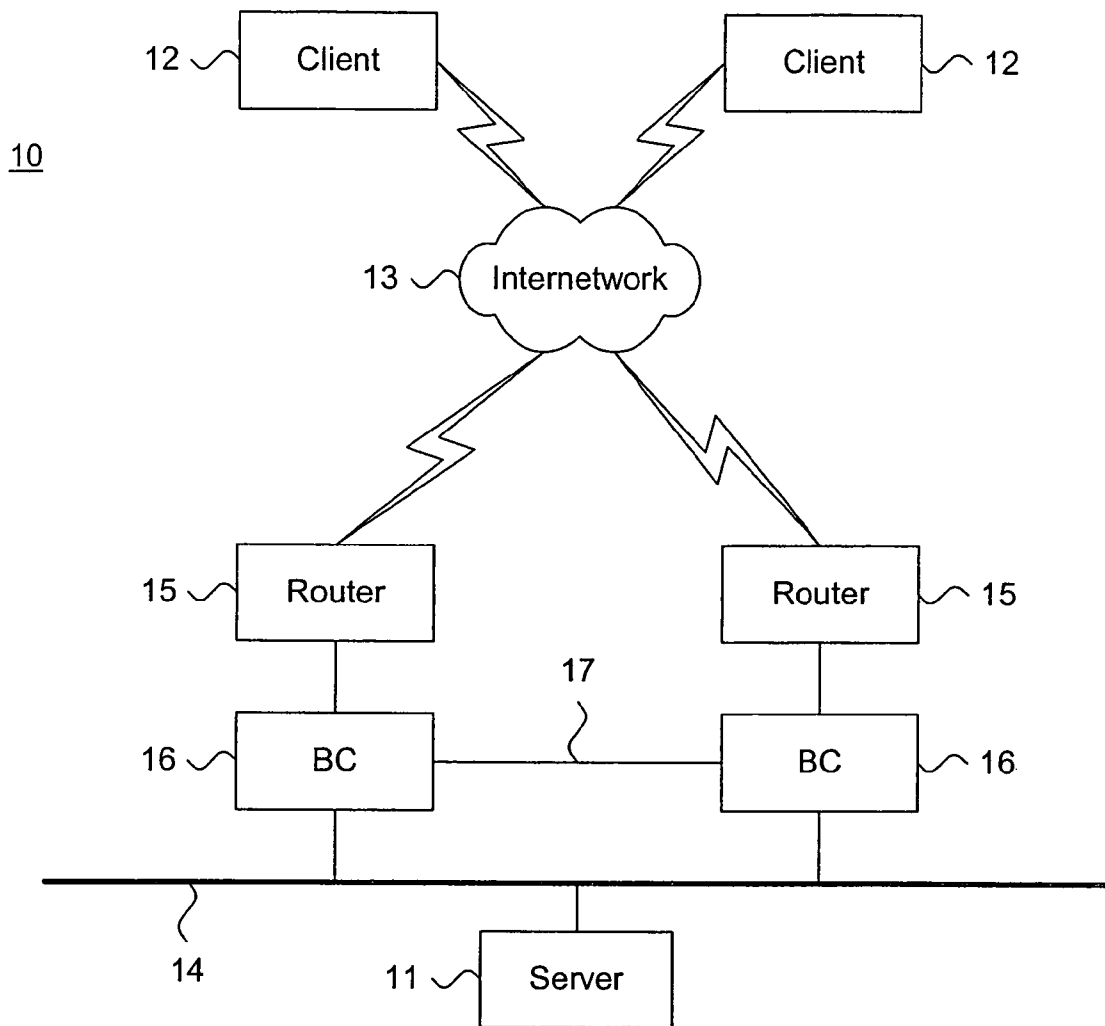 12 Client Client 12
10
13 Internetwork
15 Router Router 15
17
16 BC BC 16
14
11 Server